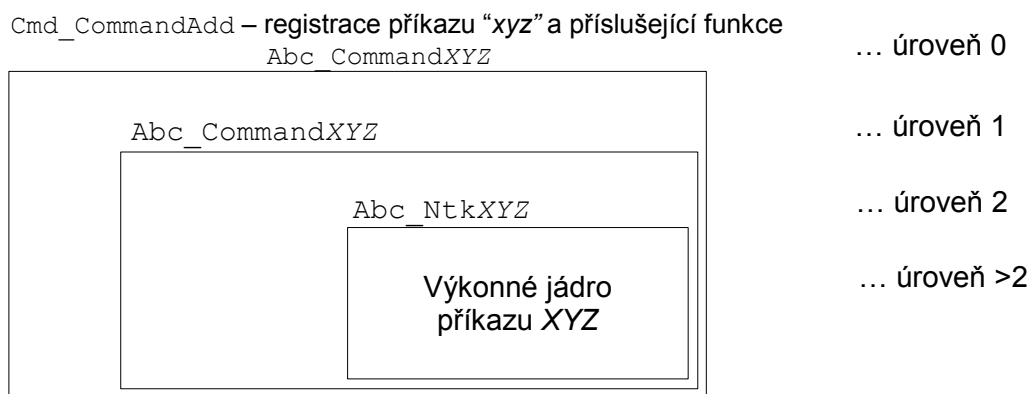 Cmd_CommandAdd – registrace příkazu “xyz” a příslušející funkce
Abc_CommandXYZ
… úroveň 0
Abc_CommandXYZ
… úroveň 1
Abc_NtkXYZ
… úroveň 2
Výkonné jádro
příkazu XYZ
… úroveň >2